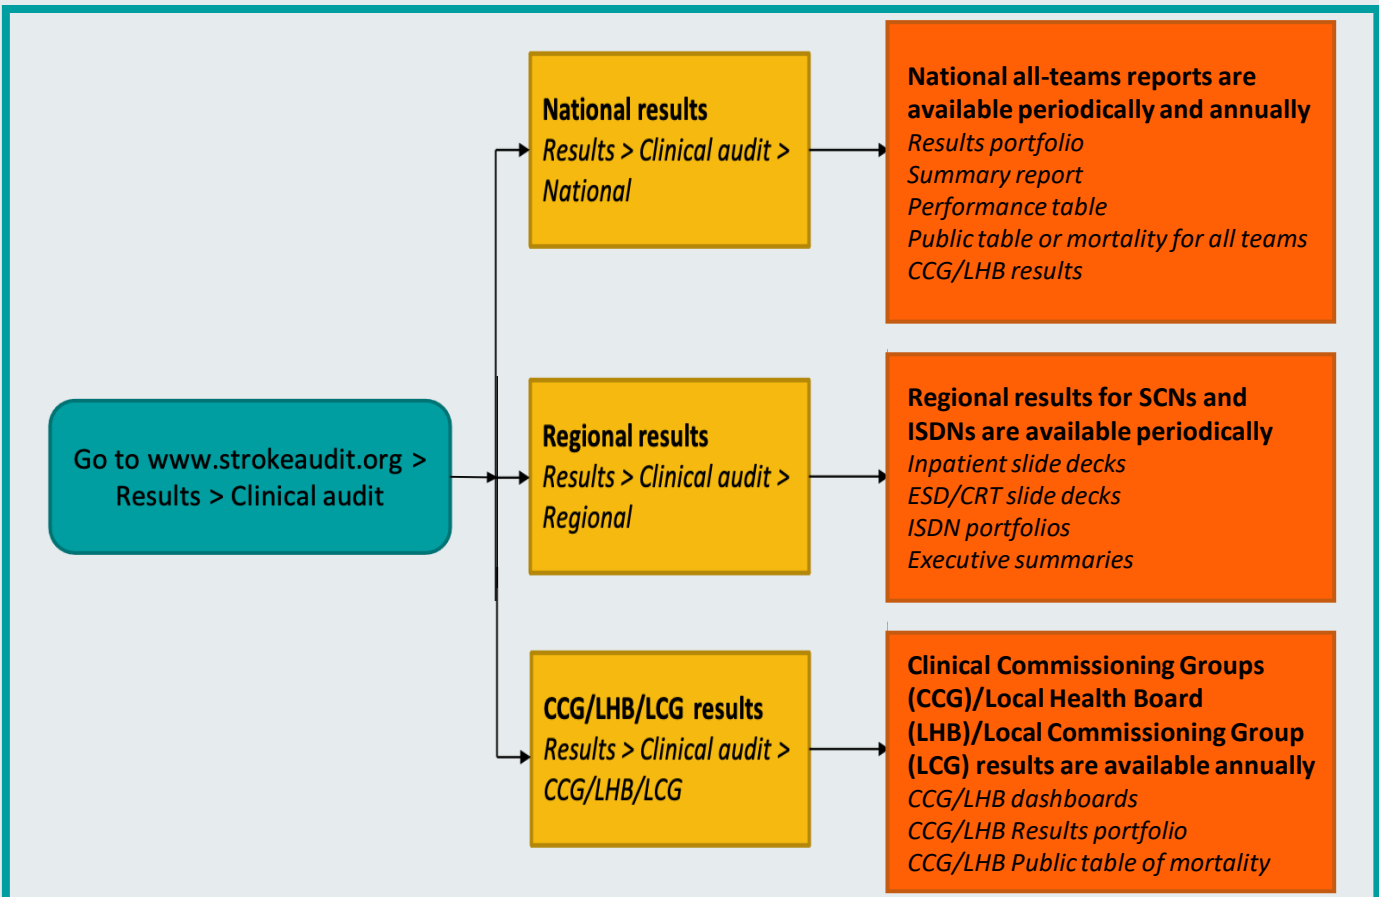 Go to www.strokeaudit.org >
Results > Clinical audit
National results
Results > Clinical audit >
National
National all-teams reports are
available periodically and annually
Results portfolio
Summary report
Performance table
Public table or mortality for all teams
CCG/LHB results
Regional results
Results > Clinical audit >
Regional
Regional results for SCNs and
ISDNs are available periodically
Inpatient slide decks
ESD/CRT slide decks
ISDN portfolios
Executive summaries
CCG/LHB/LCG results
Results > Clinical audit >
CCG/LHB/LCG
Clinical Commissioning Groups
(CCG)/Local Health Board
(LHB)/Local Commissioning Group
(LCG) results are available annually
CCG/LHB dashboards
CCG/LHB Results portfolio
CCG/LHB Public table of mortality